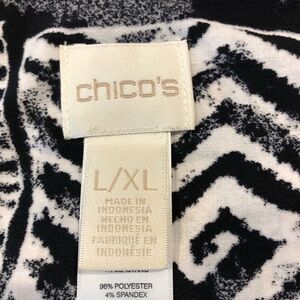 chico's
L/XL
MADE IN
INDONESIA
HECHO EN
INDONESIA
FABRIQUÉ EN
INDONÉSIE
96% POLYESTER
4% SPANDEX